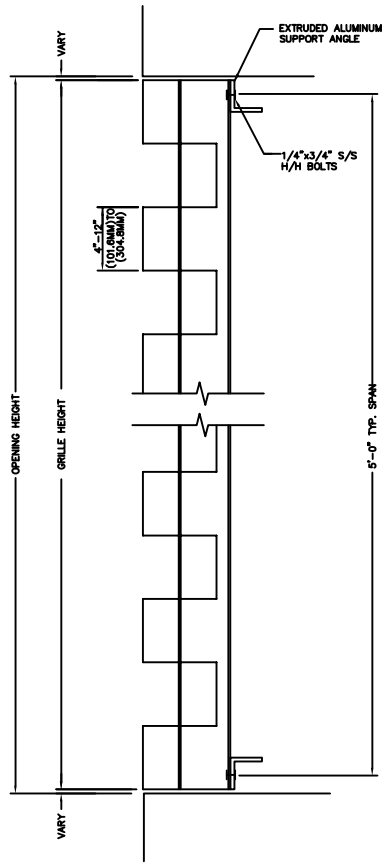 VARY
EXTRUDED ALUMINUM
SUPPORT ANGLE
1/4"x3/4" S/S
H/H BOLTS
4"-12"
(101.6MM)TO
(304.8MM)
OPENING HEIGHT
GRILLE HEIGHT
5'-0" TYP. SPAN
VARY